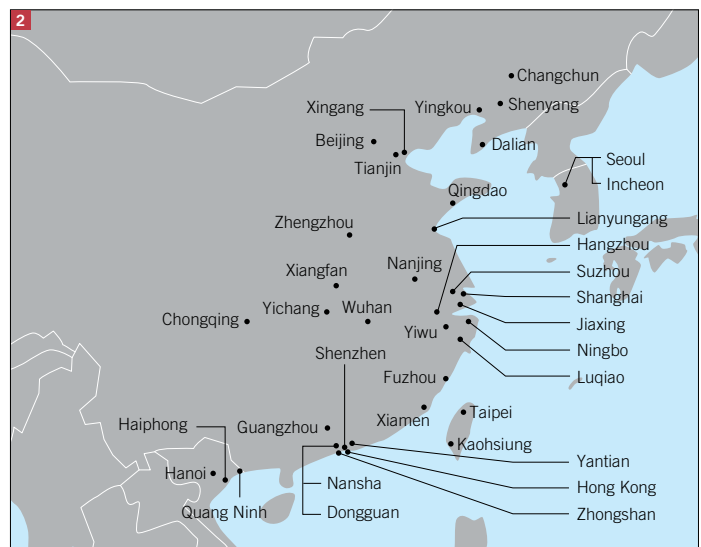 2
Changchun
Xingang
Yingkou
Shenyang
Beijing
Dalian
Tianjin
Seoul
Incheon
Qingdao
Lianyungang
Zhengzhou
Hangzhou
Nanjing
Suzhou
Xiangfan
Shanghai
Yichang
Wuhan
Chongqing
Jiaxing
Yiwu
Ningbo
Shenzhen
Luqiao
Fuzhou
Taipei
Xiamen
Haiphong
Guangzhou
Kaohsiung
Yantian
Hanoi
Nansha
Hong Kong
Quang Ninh
Dongguan
Zhongshan